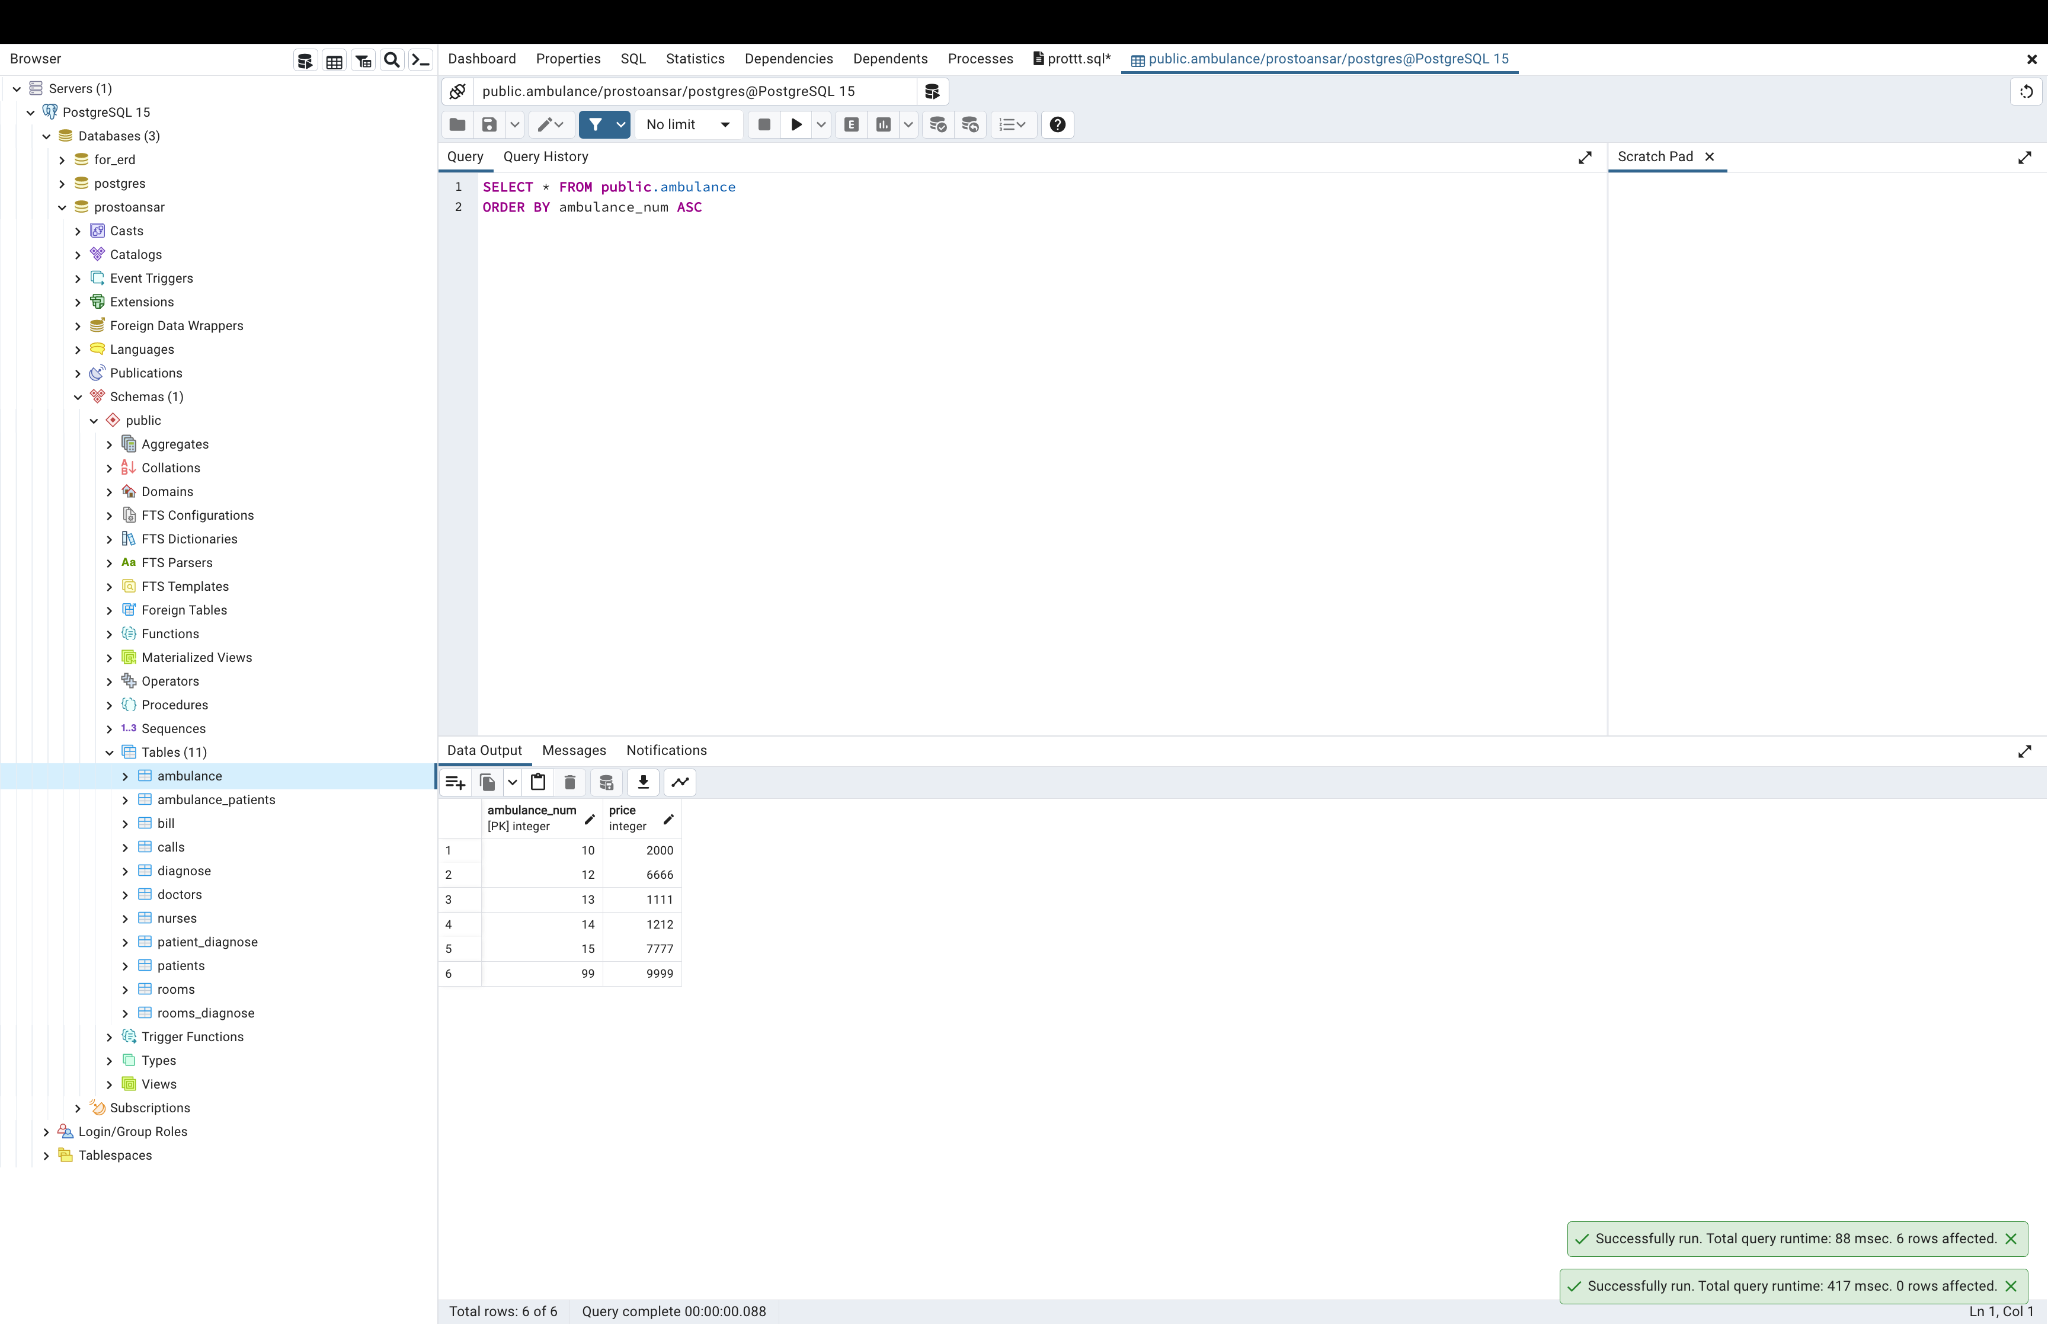 Browser
Servers (1)
PostgreSQL 15
Databases (3)
for_erd
postgres
prostoansar
Casts
Catalogs
Event Triggers
Extensions
Foreign Data Wrappers
Languages
Publications
Schemas (1)
public
Aggregates
Collations
Domains
FTS Configurations
FTS Dictionaries
Aa FTS Parsers
FTS Templates
Foreign Tables
Functions
Materialized Views
Operators
Procedures
1..3 Sequences
Tables (11)
ambulance
ambulance_patients
bill
calls
diagnose
doctors
nurses
patient_diagnose
patients
rooms
rooms_diagnose
Trigger Functions
Types
Views
Subscriptions
Login/Group Roles
Tablespaces
Dashboard Properties SQL Statistics Dependencies Dependents Processes prottt.sql* public.ambulance/prostoansar/postgres@PostgreSQL 15
public.ambulance/prostoansar/postgres@PostgreSQL 15
No limit E
Query Query History
1 SELECT * FROM public.ambulance
2 ORDER BY ambulance_num ASC
Scratch Pad
Data Output Messages Notifications
ambulance_num price
[PK] integer integer
1 10 2000
2 12 6666
3 13 1111
4 14 1212
5 15 7777
6 99 9999
Successfully run. Total query runtime: 88 msec. 6 rows affected.
Successfully run. Total query runtime: 417 msec. 0 rows affected.
Total rows: 6 of 6 Query complete 00:00:00.088 Ln 1, Col 1